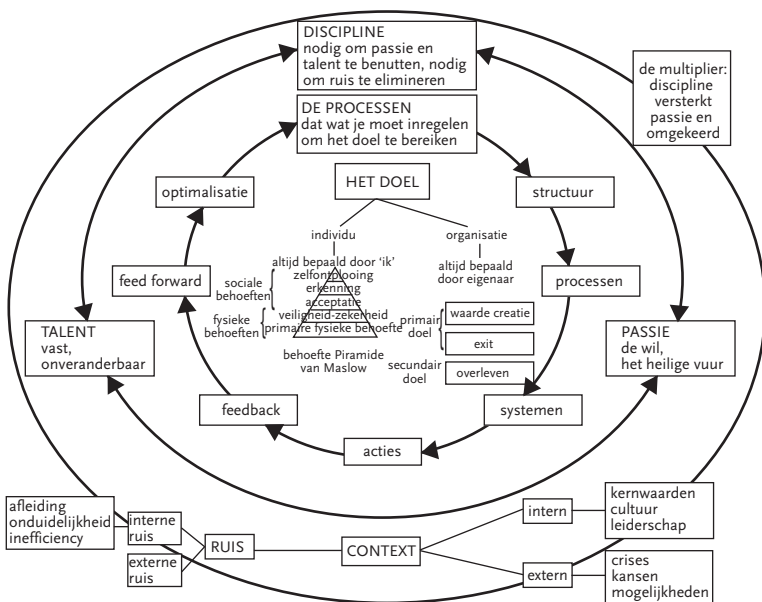 DISCIPLINE
nodig om passie en
talent te benutten, nodig
om ruis te elimineren
de multiplier:
discipline
versterkt
passie en
omgekeerd
DE PROCESSEN
dat wat je moet inregelen
om het doel te bereiken
optimalisatie
HET DOEL
structuur
individu
organisatie
altijd bepaald door ‘ik’
zelfontplooing
erkenning
acceptatie
veiligheid-zekerheid
primaire fysieke behoefte
sociale
behoeften
fysieke
behoeften
behoefte Piramide
van Maslow
altijd bepaald
door eigenaar
primair
doel
waarde creatie
exit
secundair
doel
overleven
feed forward
processen
TALENT
vast,
onveranderbaar
PASSIE
de wil,
het heilige vuur
feedback
systemen
acties
afleiding
onduidelijkheid
inefficiency
interne
ruis
externe
ruis
RUIS
CONTEXT
intern
extern
kernwaarden
cultuur
leiderschap
crises
kansen
mogelijkheden